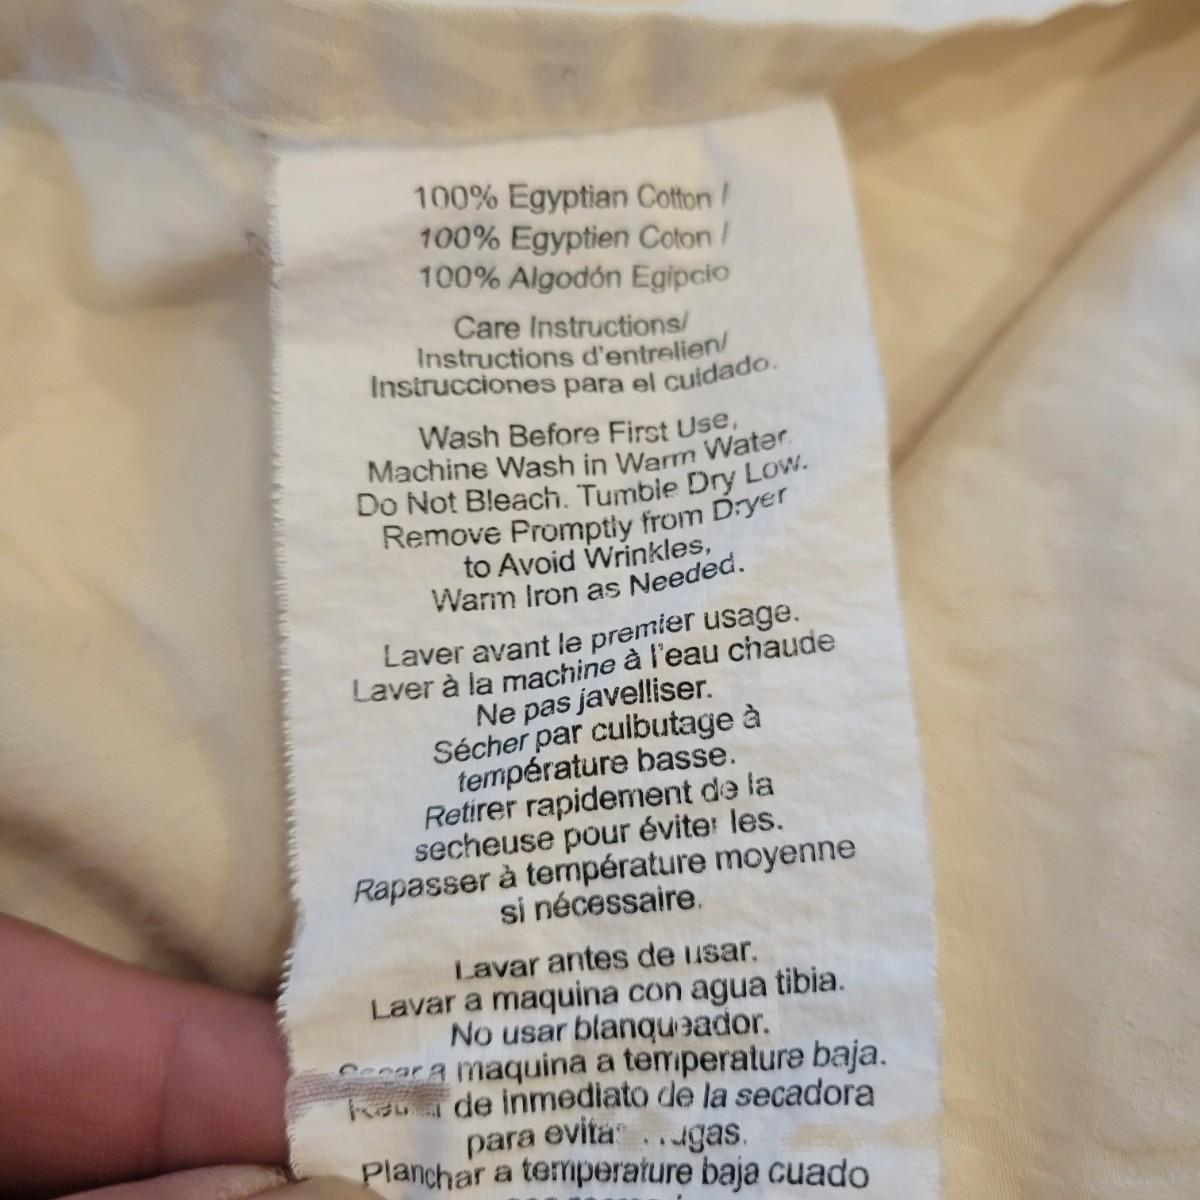 100% Egyptian Cotton /
100% Egyptien Coton /
100% Algodón Egipcio
Care Instructions/
Instructions d'entrelien/
Instrucciones para el cuidado.
Wash Before First Use,
Machine Wash in Warm Water.
Do Not Bleach. Tumble Dry Low.
Remove Promptly from Dryer
to Avoid Wrinkles,
Warm Iron as Needed.
Laver avant le premier usage.
Laver à la machine à l'eau chaude
Ne pas javelliser.
Sécher par culbutage à
température basse.
Retirer rapidement de la
secheuse pour éviter les.
Rapasser à température moyenne
si nécessaire.
Lavar antes de usar.
Lavar a maquina con agua tibia.
No usar blanqueador.
a maquina a temperatura baja.
de inmediato de la secadora
para evitar
Planchar a temperature baja cuado